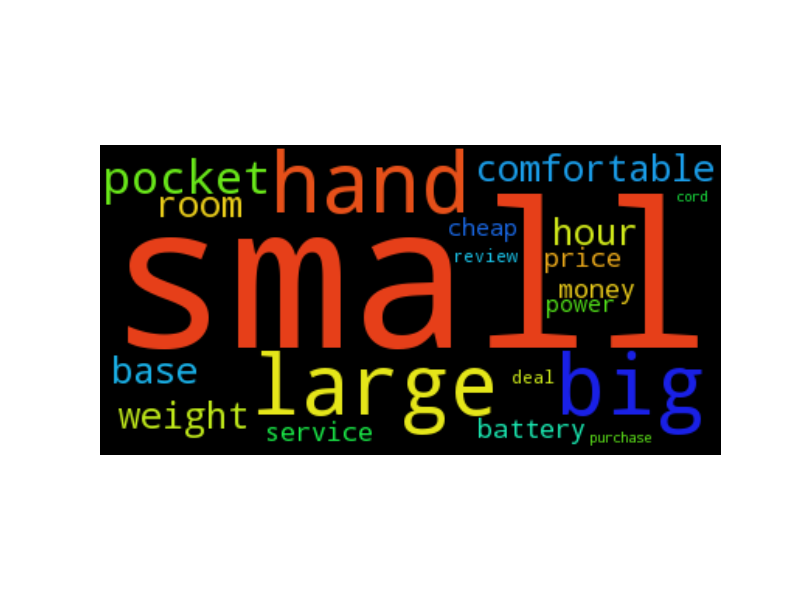 pocket hand comfortable
room cord
small cheap hour
review price
money
power
base large deal big
weight service battery purchase